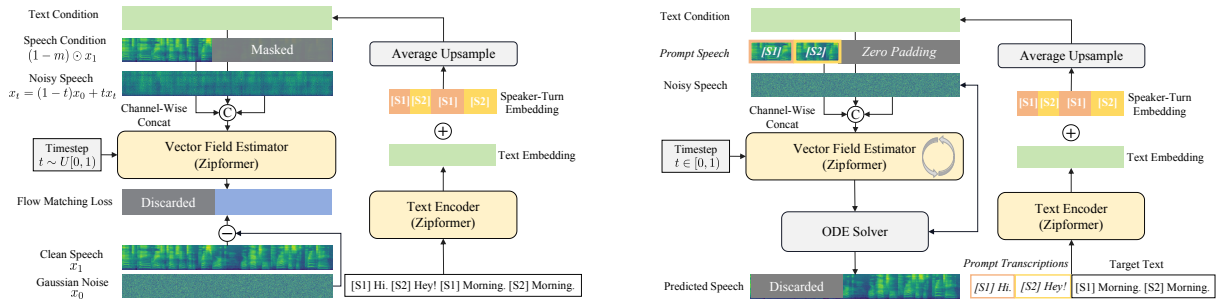 Text Condition
Speech Condition
(1 − m) ⊙ x₁
Masked
Noisy Speech
xₜ = (1−t)x₀ + txₜ
Channel-Wise
Concat
C
Timestep
t ∼ U[0, 1)
Vector Field Estimator
(Zipformer)
Flow Matching Loss
Discarded
−
Clean Speech
x₁
Gaussian Noise
x₀
Average Upsample
[S1] [S2] [S1] [S2]
Speaker-Turn
Embedding
+
Text Embedding
Text Encoder
(Zipformer)
[S1] Hi. [S2] Hey! [S1] Morning. [S2] Morning.
Text Condition
Prompt Speech
[S1] [S2] Zero Padding
Noisy Speech
Channel-Wise
Concat
C
Timestep
t ∈ [0, 1)
Vector Field Estimator
(Zipformer)
ODE Solver
Predicted Speech
Discarded
Average Upsample
[S1] [S2] [S1] [S2]
Speaker-Turn
Embedding
+
Text Embedding
Text Encoder
(Zipformer)
Prompt Transcriptions
Target Text
[S1] Hi. [S2] Hey! [S1] Morning. [S2] Morning.